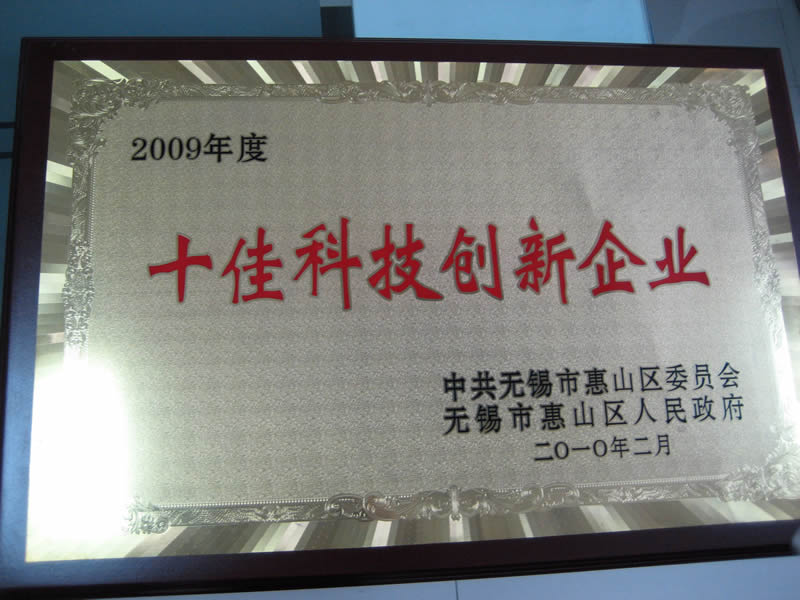 2009年度
十佳科技创新企业
中共无锡市惠山区委员会
无锡市惠山区人民政府
二〇一〇年二月